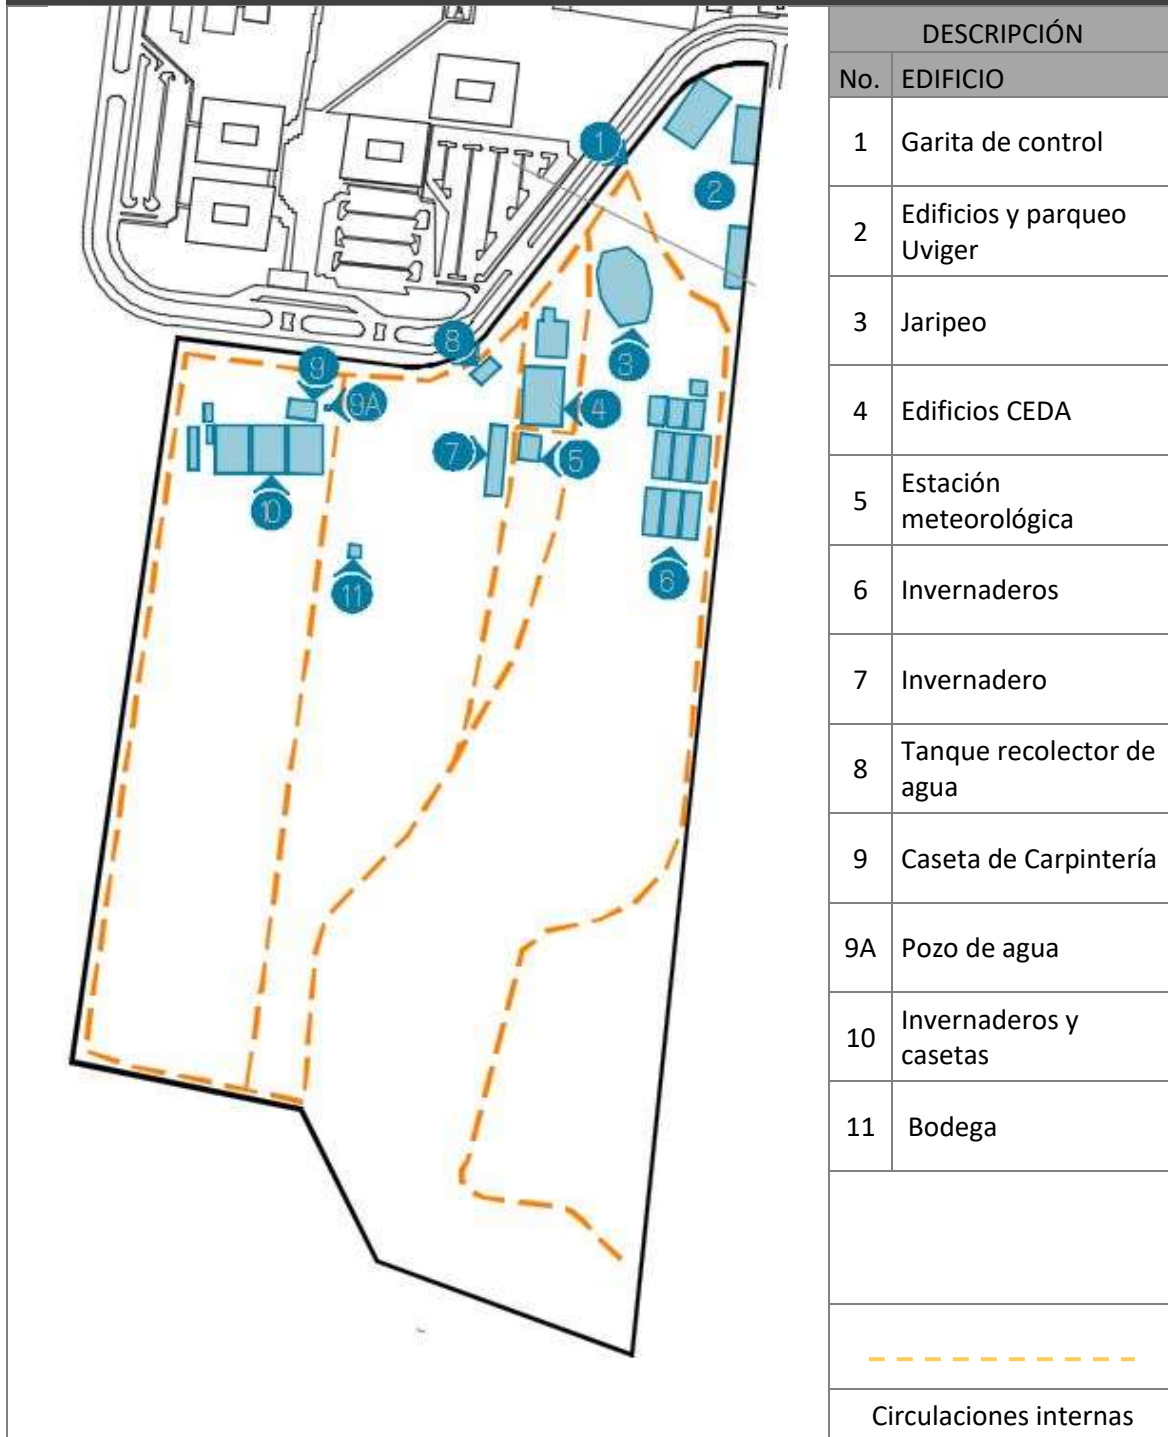 DESCRIPCIÓN
No. EDIFICIO
1 Garita de control
2 Edificios y parqueo
Uviger
3 Jaripeo
4 Edificios CEDA
5 Estación
meteorológica
6 Invernaderos
7 Invernadero
8 Tanque recolector de
agua
9 Caseta de Carpintería
9A Pozo de agua
10 Invernaderos y
casetas
11 Bodega
Circulaciones internas
A
1
2
8
3
9
9A
4
7
5
10
6
11